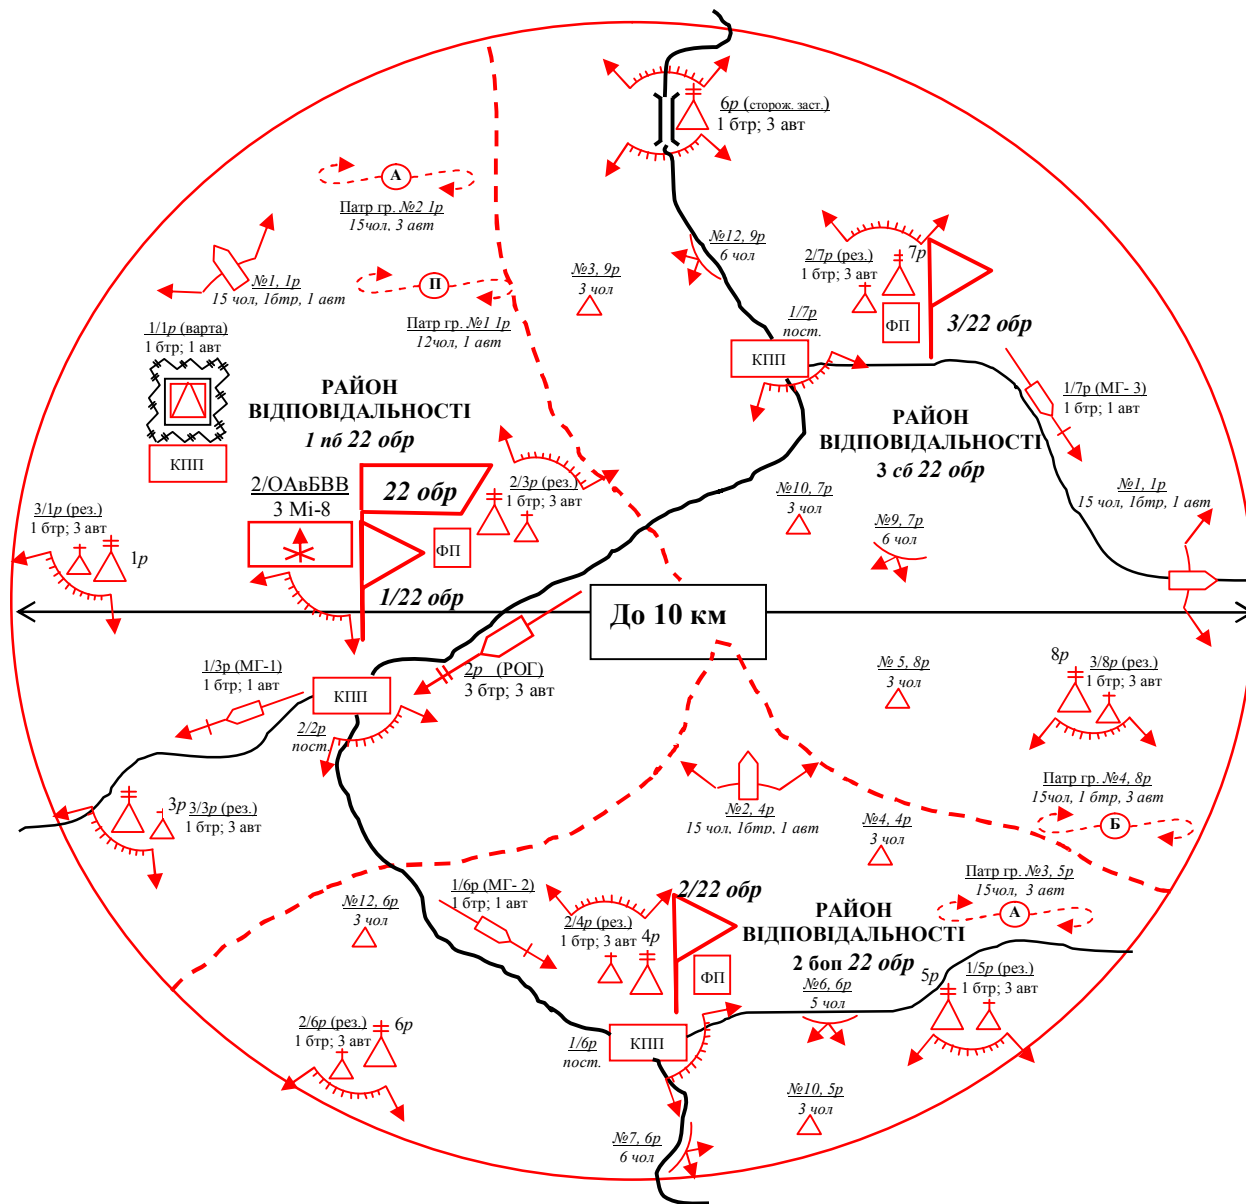 6р (сторож. заст.)
1 бтр; 3 авт
А
Патр гр. №2 1р
15чол, 3 авт
№12, 9р
6 чол
2/7р (рез.)
1 бтр; 3 авт
7р
№1, 1р
15 чол, 1бтр, 1 авт
П
№3, 9р
3 чол
ФП
3/22 обр
Патр гр. №1 1р
12чол, 1 авт
1/7р
пост.
1/1р (варта)
1 бтр; 1 авт
КПП
1/7р (МГ- 3)
1 бтр; 1 авт
РАЙОН
ВІДПОВІДАЛЬНОСТІ
1 пб 22 обр
РАЙОН
ВІДПОВІДАЛЬНОСТІ
3 сб 22 обр
КПП
2/ОАвБВВ
3 Мі-8
22 обр
2/3р (рез.)
1 бтр; 3 авт
№10, 7р
3 чол
№1, 1р
15 чол, 1бтр, 1 авт
3/1р (рез.)
1 бтр; 3 авт
1р
ФП
№9, 7р
6 чол
1/22 обр
До 10 км
1/3р (МГ-1)
1 бтр; 1 авт
КПП
2р (РОГ)
3 бтр; 3 авт
№ 5, 8р
3 чол
8р
3/8р (рез.)
1 бтр; 3 авт
2/2р
пост.
3р
3/3р (рез.)
1 бтр; 3 авт
№2, 4р
15 чол, 1бтр, 1 авт
№4, 4р
3 чол
Патр гр. №4, 8р
15чол, 1 бтр, 3 авт
Б
№12, 6р
3 чол
1/6р (МГ- 2)
1 бтр; 1 авт
2/22 обр
2/4р (рез.)
1 бтр; 3 авт
4р
ФП
РАЙОН
ВІДПОВІДАЛЬНОСТІ
2 боп 22 обр
Патр гр. №3, 5р
15чол, 3 авт
А
№6, 6р
5 чол
5р
1/5р (рез.)
1 бтр; 3 авт
2/6р (рез.)
1 бтр; 3 авт
6р
1/6р
пост.
КПП
№10, 5р
3 чол
№7, 6р
6 чол